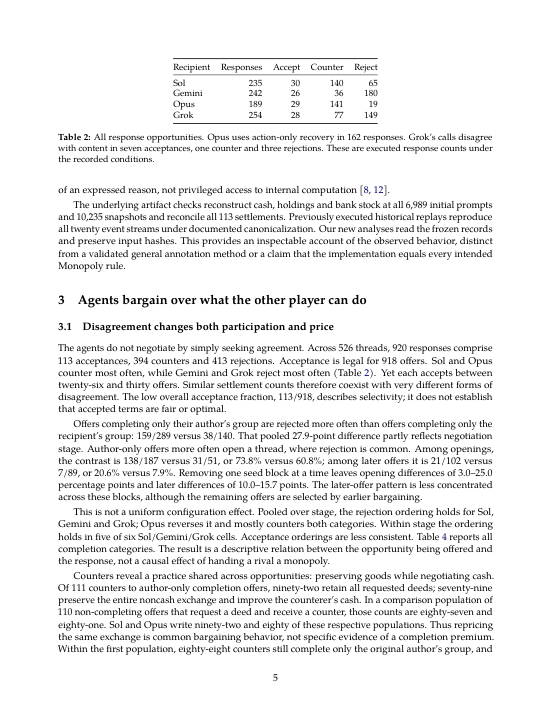 Recipient Responses Accept Counter Reject
Sol 235 30 140 65
Gemini 242 26 36 180
Opus 189 29 141 19
Grok 254 28 77 149
Table 2: All response opportunities. Opus uses action-only recovery in 162 responses. Grok's calls disagree
with content in seven acceptances, one counter and three rejections. These are executed response counts under
the recorded conditions.
of an expressed reason, not privileged access to internal computation [8, 12].
The underlying artifact checks reconstruct cash, holdings and bank stock at all 6,989 initial prompts
and 10,235 snapshots and reconcile all 113 settlements. Previously executed historical replays reproduce
all twenty event streams under documented canonicalization. Our new analyses read the frozen records
and preserve input hashes. This provides an inspectable account of the observed behavior, distinct
from a validated general annotation method or a claim that the implementation equals every intended
Monopoly rule.
3 Agents bargain over what the other player can do
3.1 Disagreement changes both participation and price
The agents do not negotiate by simply seeking agreement. Across 526 threads, 920 responses comprise
113 acceptances, 394 counters and 413 rejections. Acceptance is legal for 918 offers. Sol and Opus
counter most often, while Gemini and Grok reject most often (Table 2). Yet each accepts between
twenty-six and thirty offers. Similar settlement counts therefore coexist with very different forms of
disagreement. The low overall acceptance fraction, 113/918, describes selectivity; it does not establish
that accepted terms are fair or optimal.
Offers completing only their author's group are rejected more often than offers completing only the
recipient's group: 159/289 versus 38/140. That pooled 27.9-point difference partly reflects negotiation
stage. Author-only offers more often open a thread, where rejection is common. Among openings,
the contrast is 138/187 versus 31/51, or 73.8% versus 60.8%; among later offers it is 21/102 versus
7/89, or 20.6% versus 7.9%. Removing one seed block at a time leaves opening differences of 3.0–25.0
percentage points and later differences of 10.0–15.7 points. The later-offer pattern is less concentrated
across these blocks, although the remaining offers are selected by earlier bargaining.
This is not a uniform configuration effect. Pooled over stage, the rejection ordering holds for Sol,
Gemini and Grok; Opus reverses it and mostly counters both categories. Within stage the ordering
holds in five of six Sol/Gemini/Grok cells. Acceptance orderings are less consistent. Table 4 reports all
completion categories. The result is a descriptive relation between the opportunity being offered and
the response, not a causal effect of handing a rival a monopoly.
Counters reveal a practice shared across opportunities: preserving goods while negotiating cash.
Of 111 counters to author-only completion offers, ninety-two retain all requested deeds; seventy-nine
preserve the entire noncash exchange and improve the counterer's cash. In a comparison population of
110 non-completing offers that request a deed and receive a counter, those counts are eighty-seven and
eighty-one. Sol and Opus write ninety-two and eighty of these respective populations. Thus repricing
the same exchange is common bargaining behavior, not specific evidence of a completion premium.
Within the first population, eighty-eight counters still complete only the original author's group, and
5